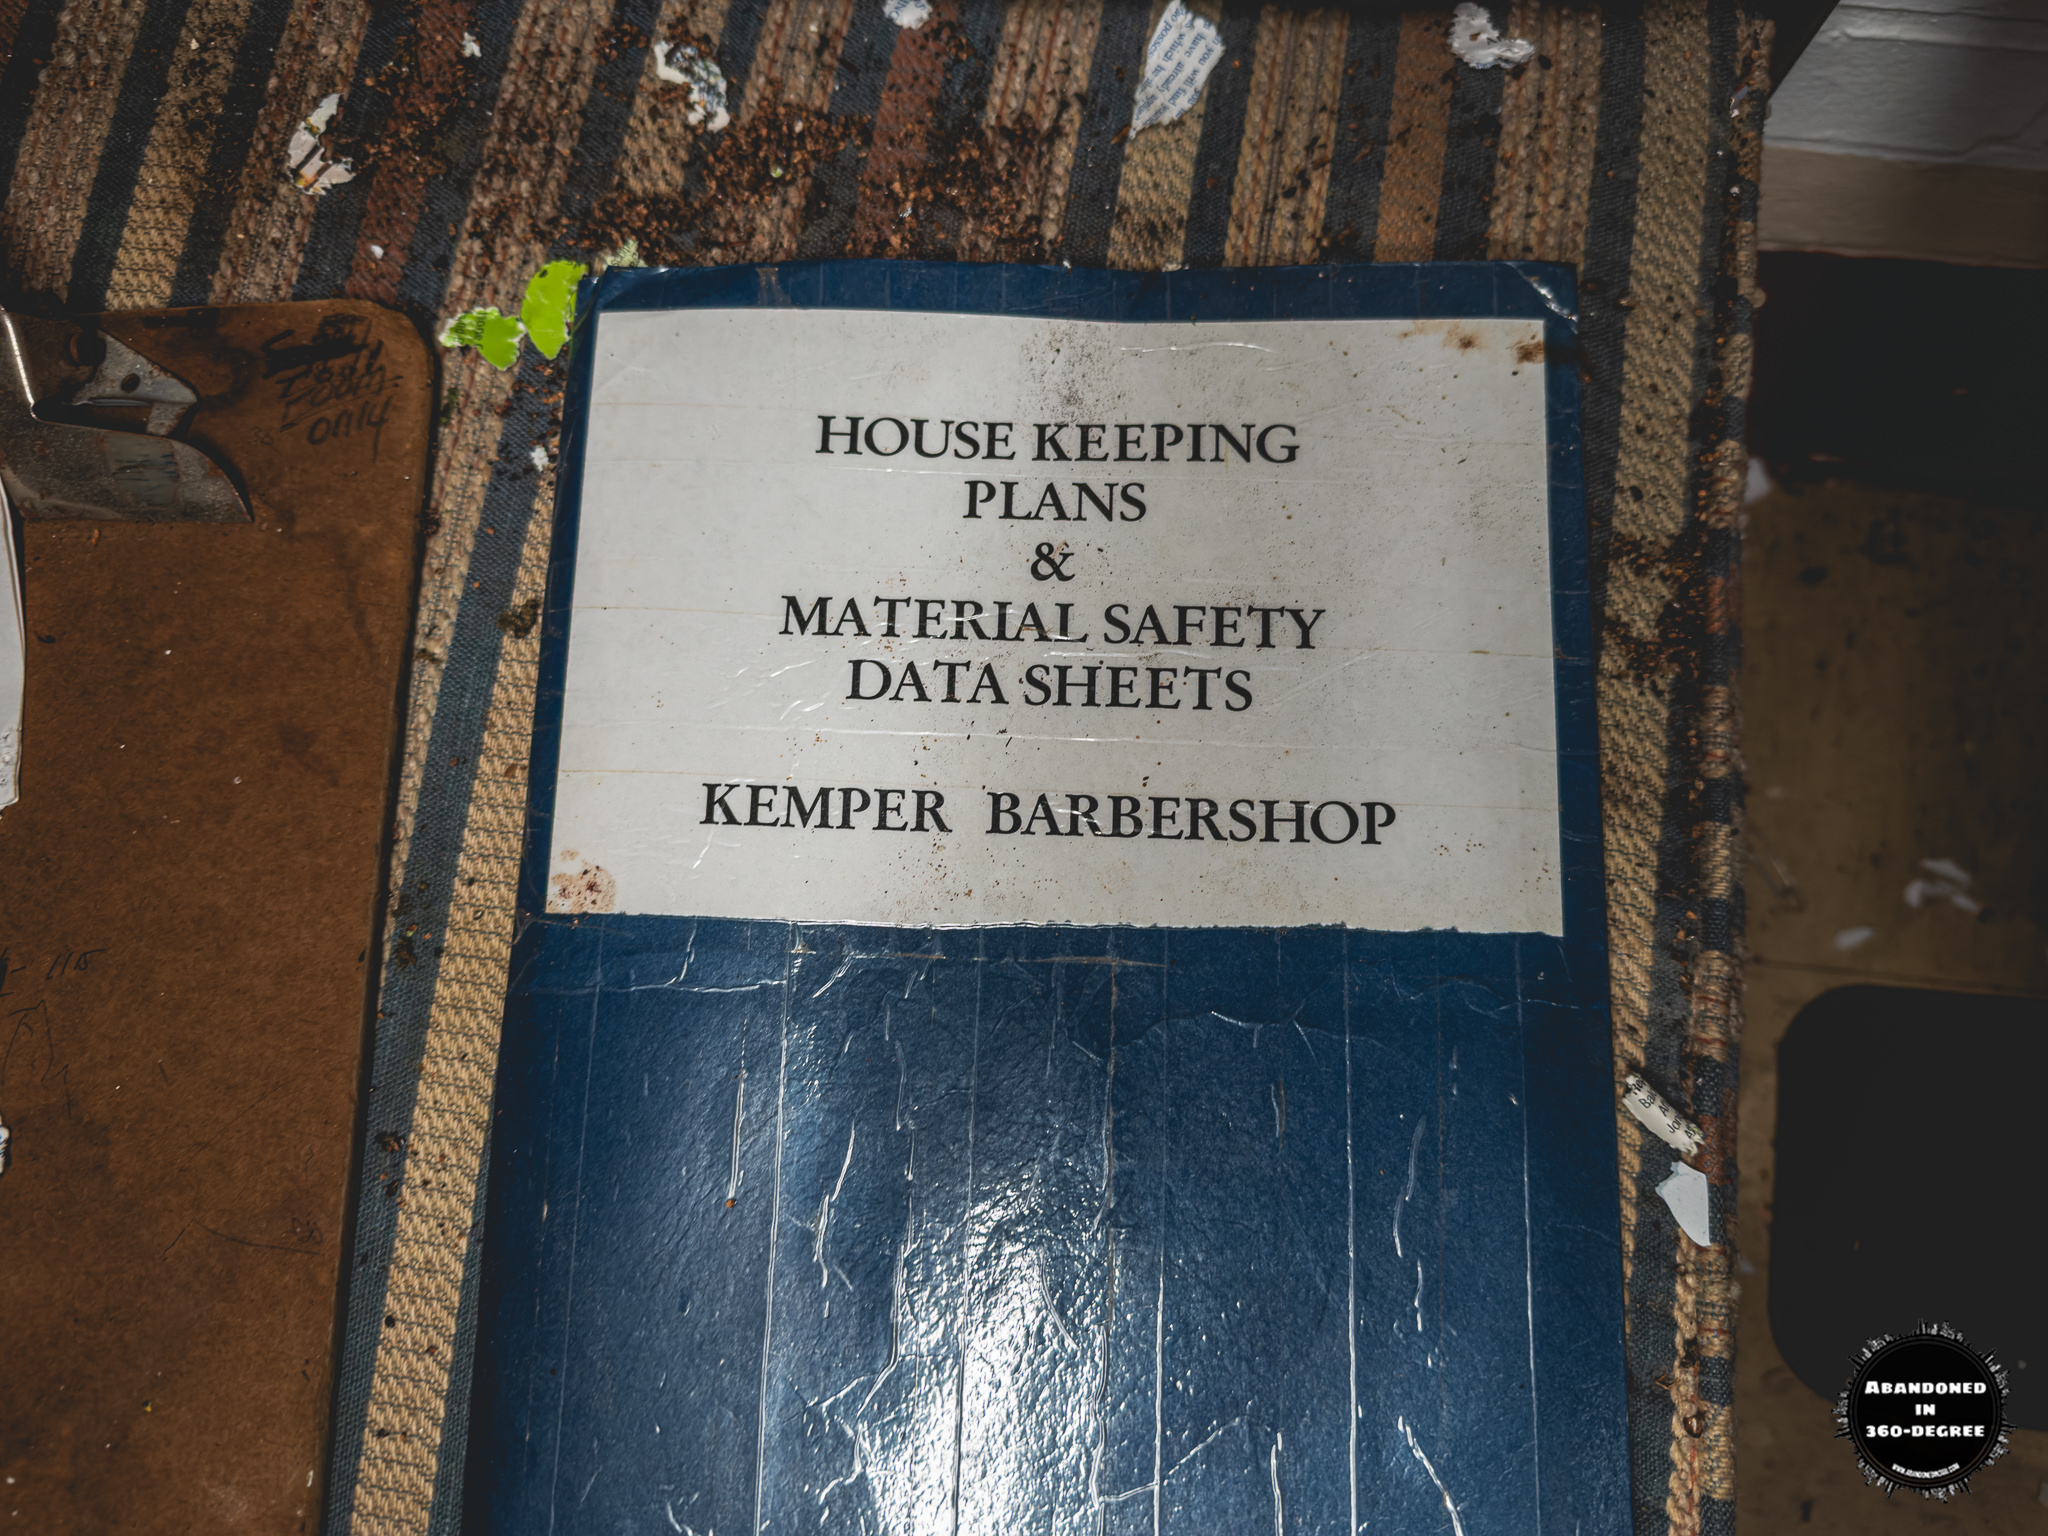 HOUSE KEEPING
PLANS
&
MATERIAL SAFETY
DATA SHEETS
KEMPER BARBERSHOP
only
ABANDONED
IN
360-DEGREE